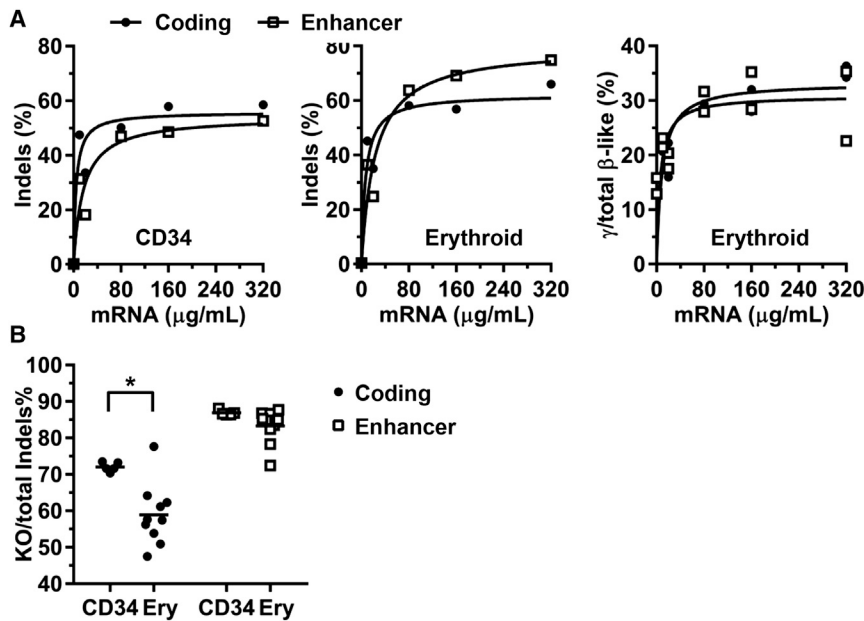 A
Coding
Enhancer
Indels (%)
80
60
40
20
0
CD34
0 80 160 240 320
mRNA (μg/mL)
Indels (%)
80
60
40
20
0
Erythroid
0 80 160 240 320
mRNA (μg/mL)
γ/total β-like (%)
40
30
20
10
0
Erythroid
0 80 160 240 320
mRNA (μg/mL)
B
KO/total Indels%
100
90
80
70
60
50
40
*
CD34 Ery CD34 Ery
Coding
Enhancer